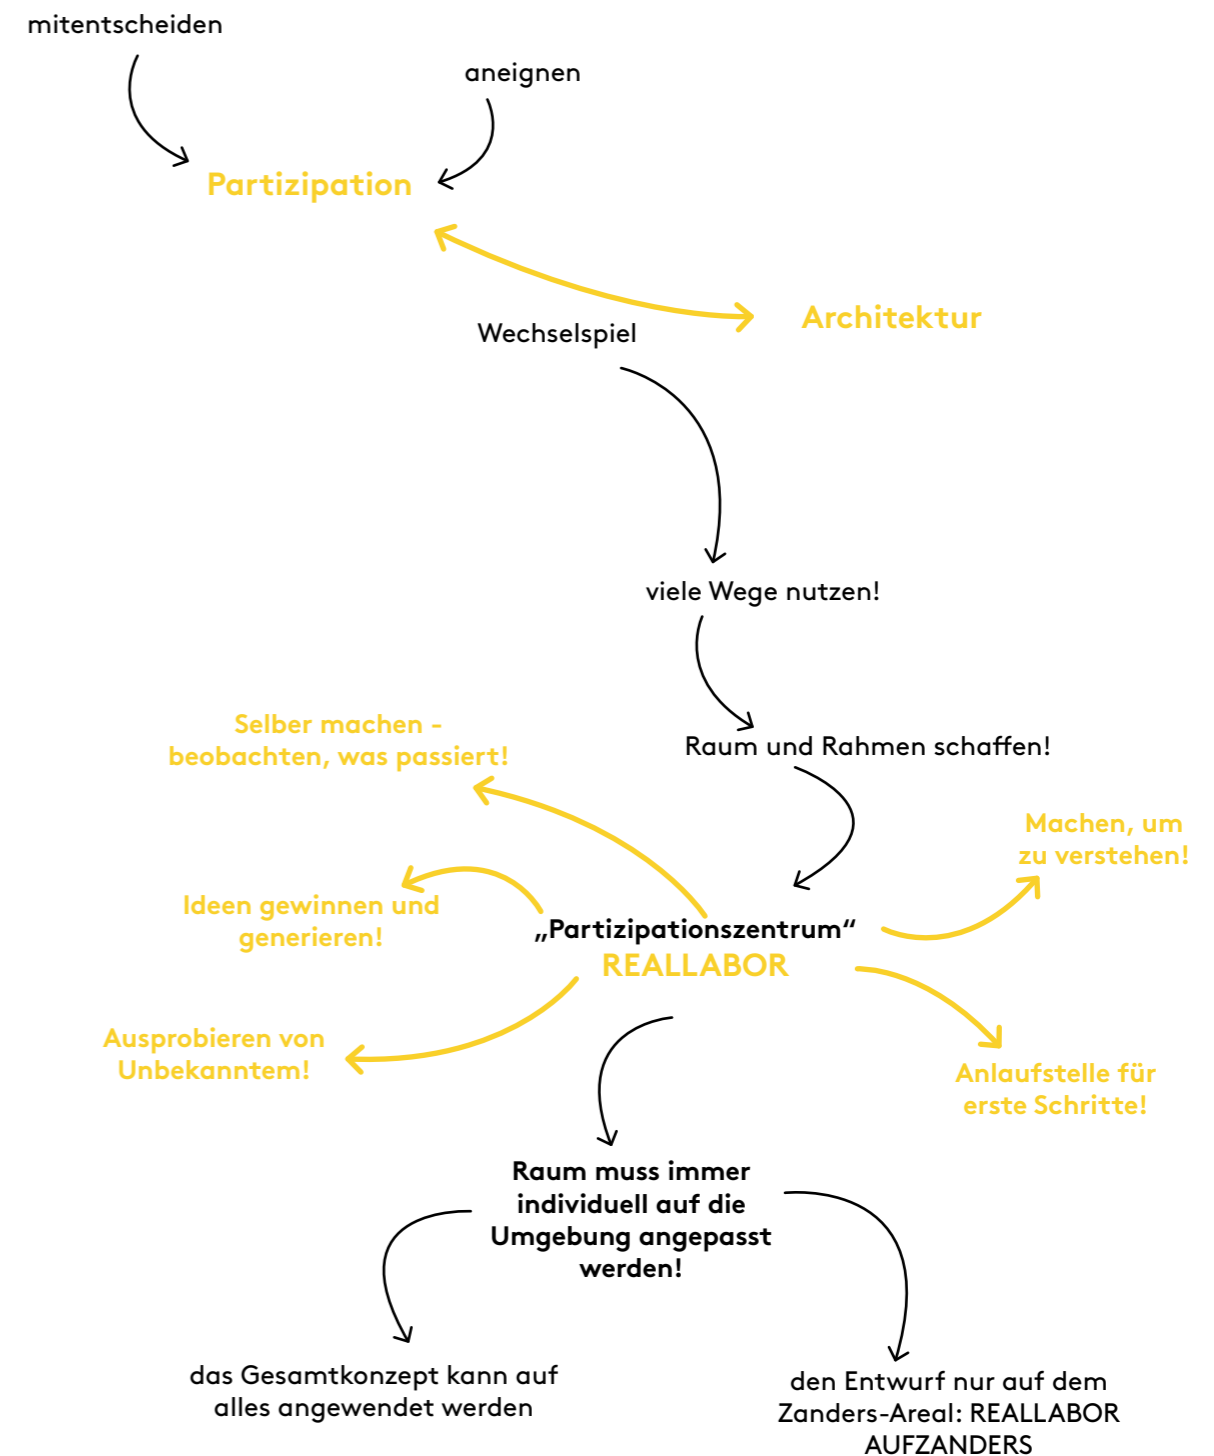 mitentscheiden
aneignen
Partizipation
Architektur
Wechselspiel
viele Wege nutzen!
Selber machen -
beobachten, was passiert!
Raum und Rahmen schaffen!
Machen, um
zu verstehen!
Ideen gewinnen und
generieren!
„Partizipationszentrum“
REALLABOR
Ausprobieren von
Unbekanntem!
Anlaufstelle für
erste Schritte!
Raum muss immer
individuell auf die
Umgebung angepasst
werden!
das Gesamtkonzept kann auf
alles angewendet werden
den Entwurf nur auf dem
Zanders-Areal: REALLABOR
AUFZANDERS